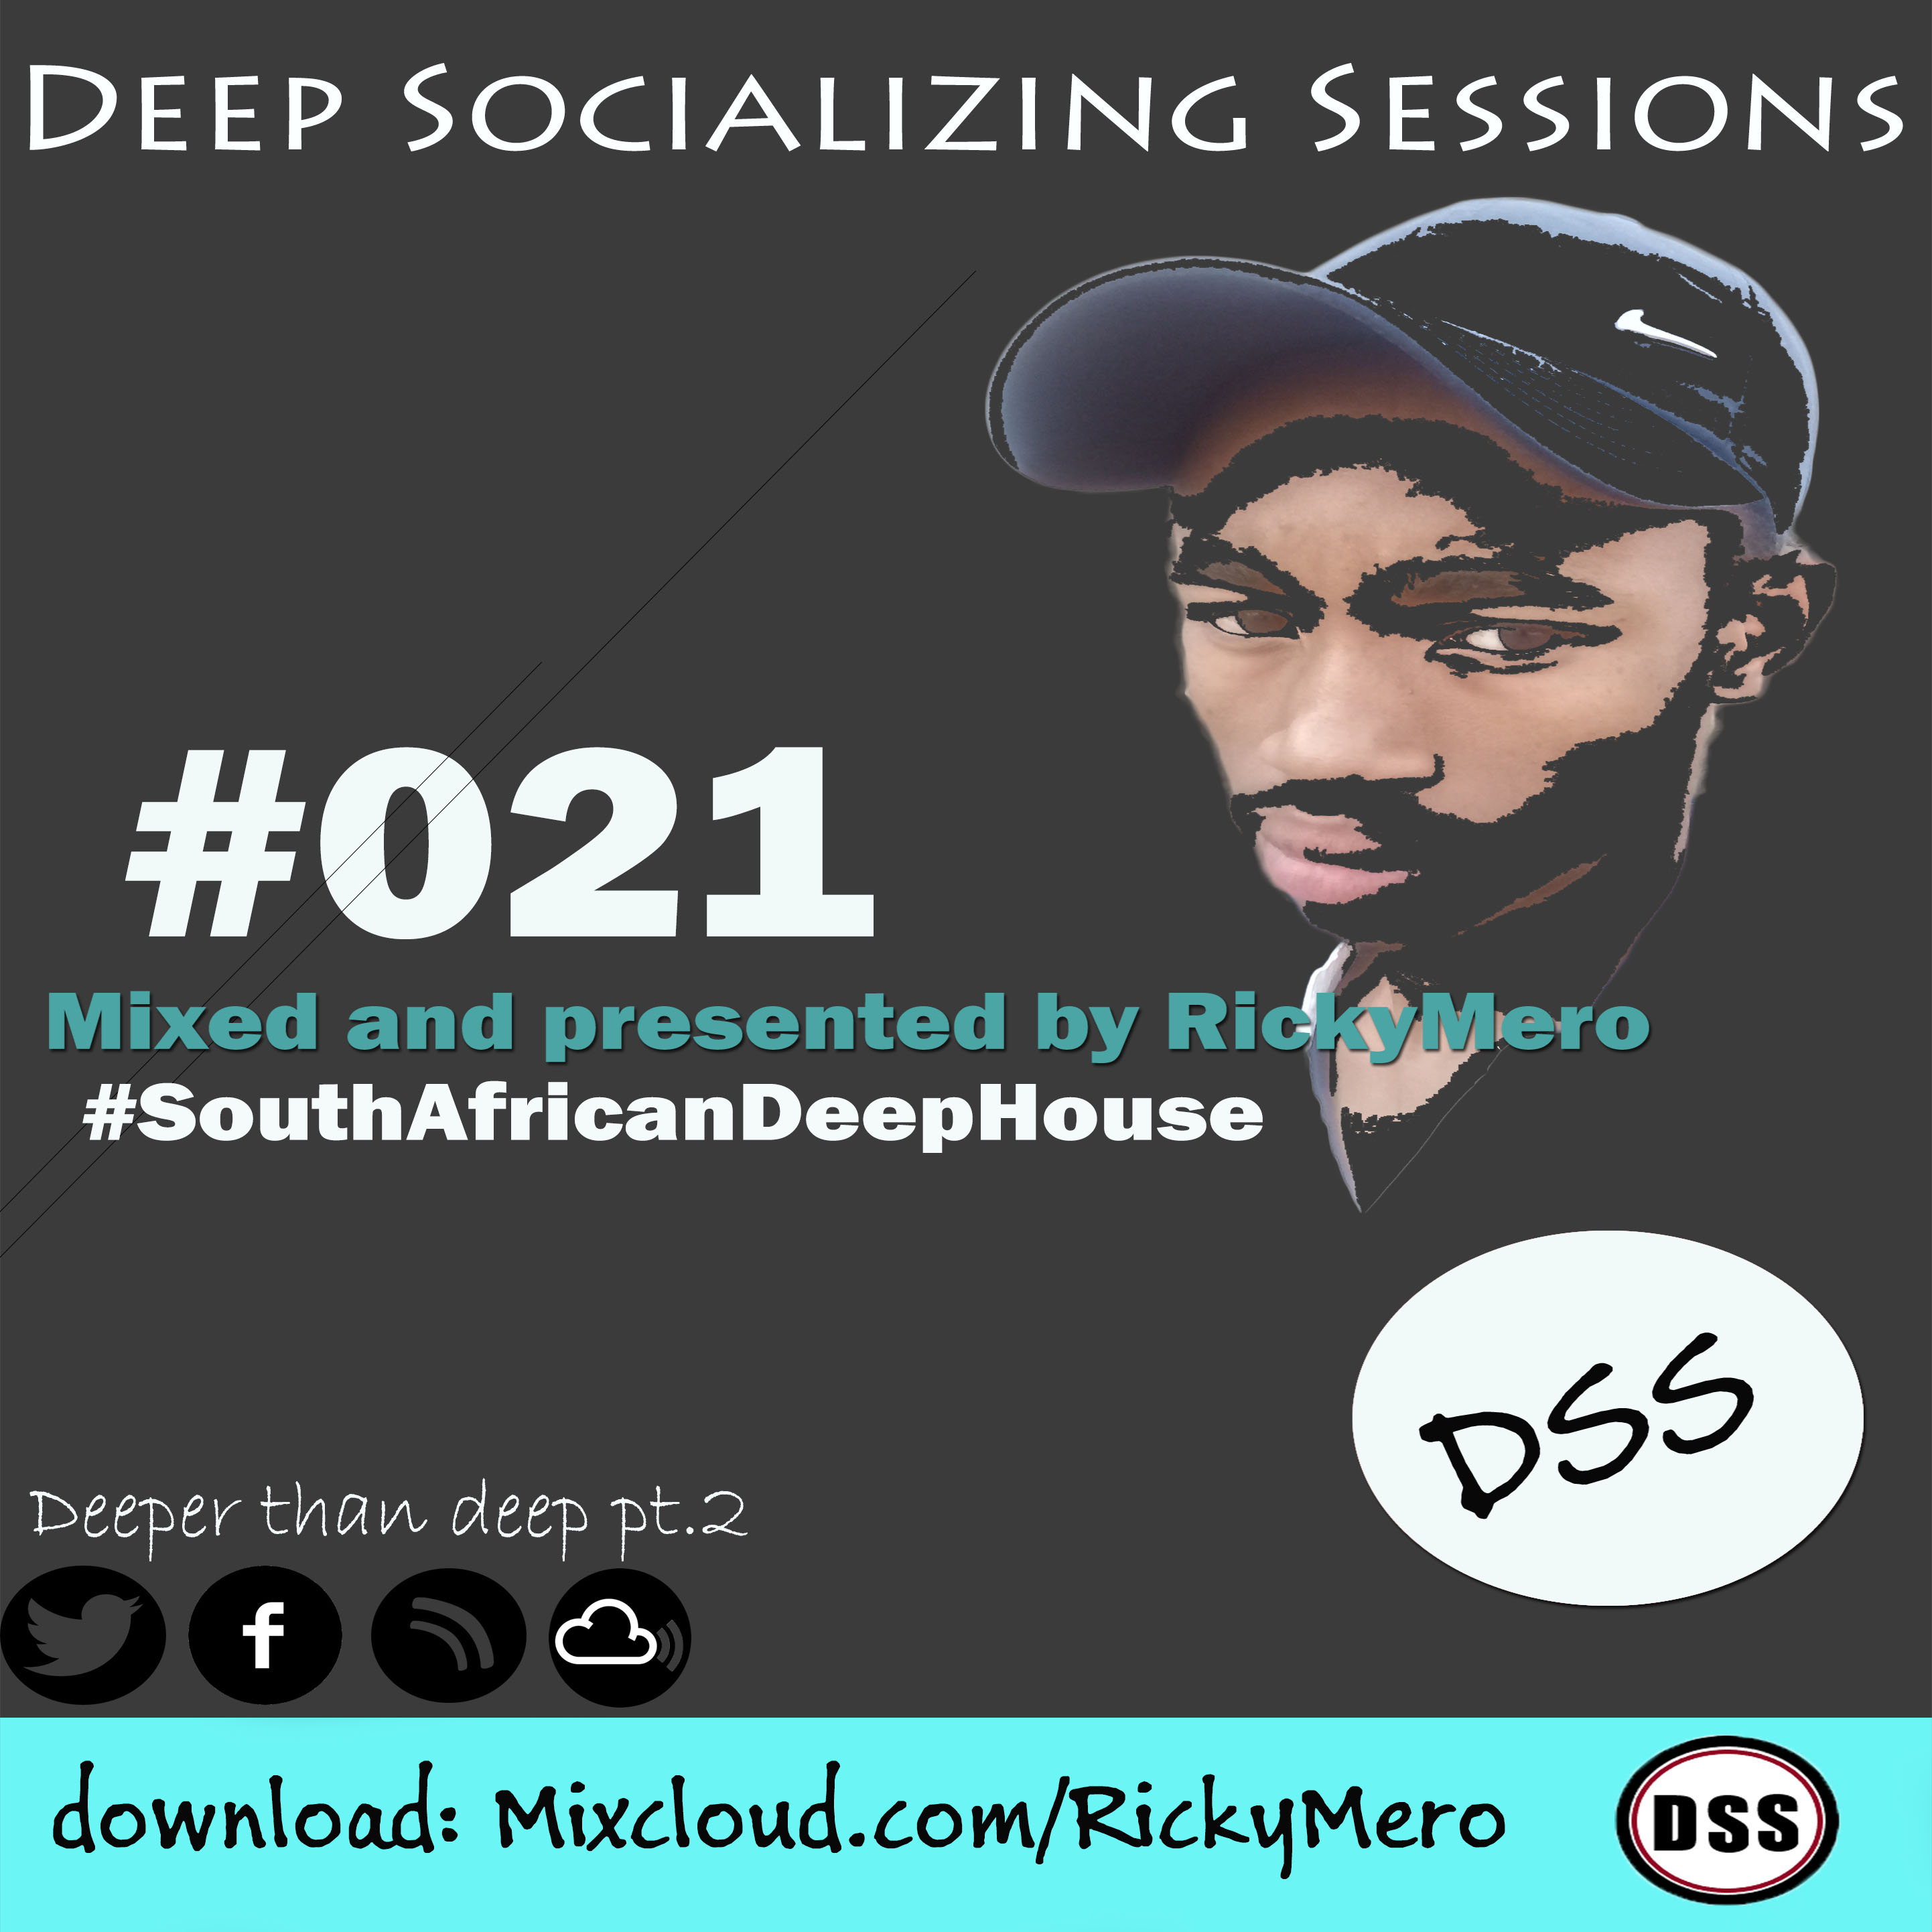 Deep Socializing Sessions
#021
Mixed and presented by RickyMero
#SouthAfricanDeepHouse
DSS
Deeper than deep pt.2
f
download: Mixcloud.com/RickyMero
DSS